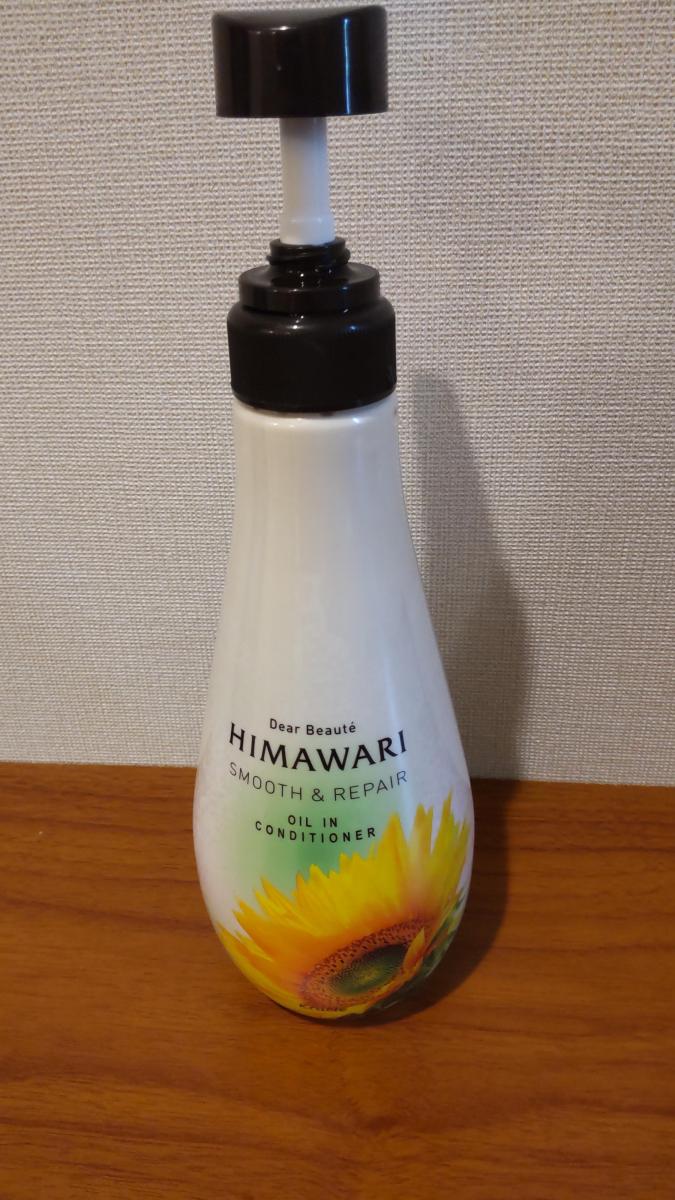 Dear Beauté
HIMAWARI
SMOOTH & REPAIR
OIL IN
CONDITIONER